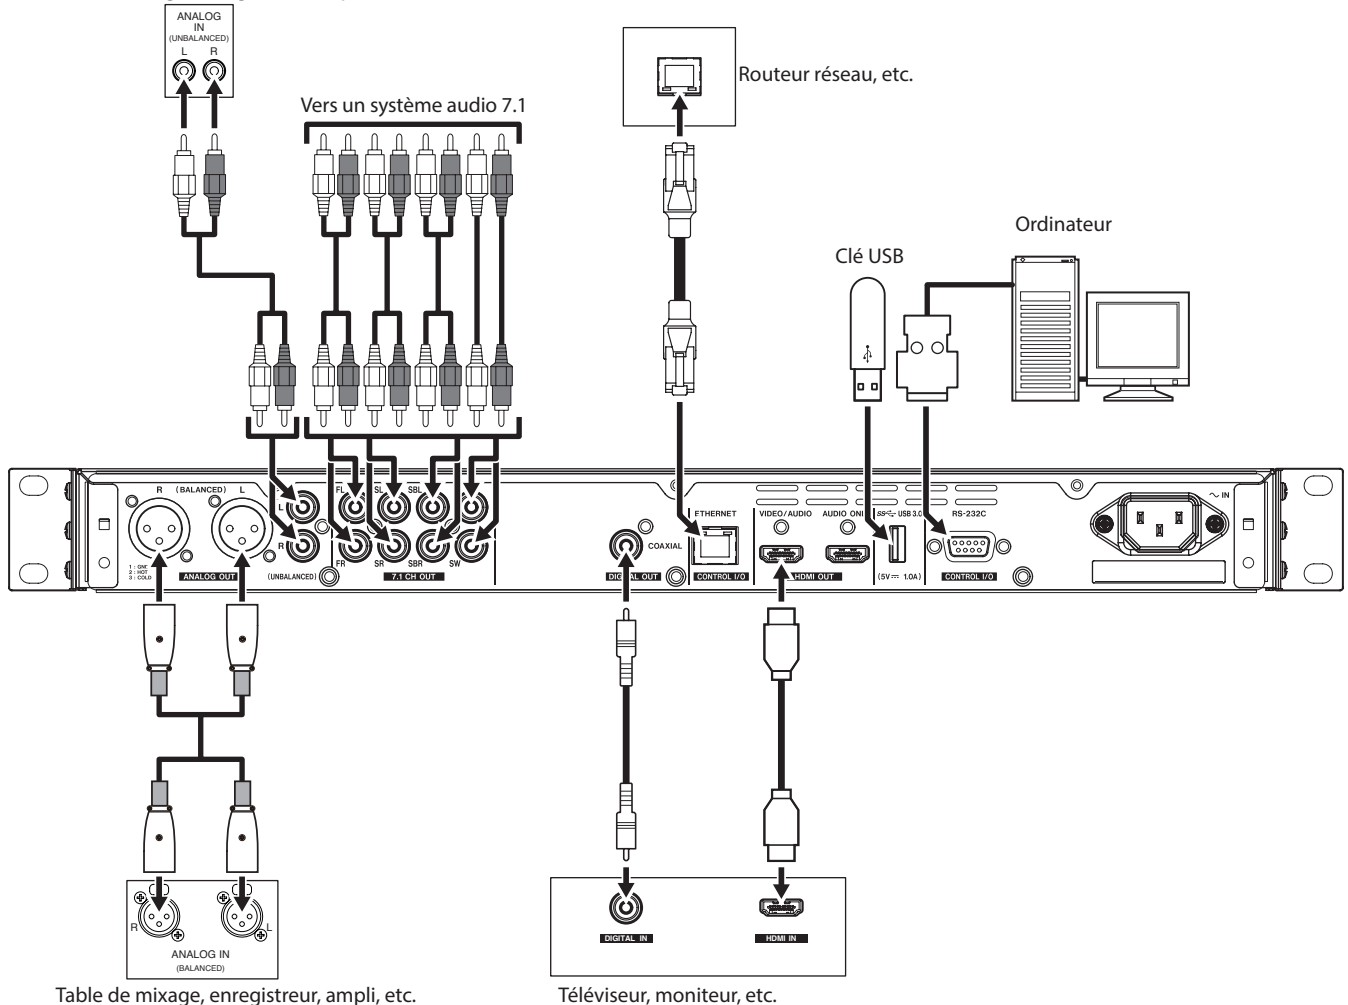 ANALOG
IN
(UNBALANCED)
L R
Vers un système audio 7.1
Routeur réseau, etc.
Ordinateur
Clé USB
R (BALANCED) L
L
R
1 : GND
2 : HOT
3 : COLD
ANALOG OUT
(UNBALANCED)
FL SL SBL
FR SR SBR SW
7.1 CH OUT
COAXIAL
DIGITAL OUT
ETHERNET
CONTROL I/O
VIDEO/AUDIO AUDIO ONLY
HDMI OUT
USB 3.0
(5V 1.0A)
RS-232C
CONTROL I/O
~ IN
R L
ANALOG IN
(BALANCED)
DIGITAL IN
HDMI IN
Table de mixage, enregistreur, ampli, etc.
Téléviseur, moniteur, etc.